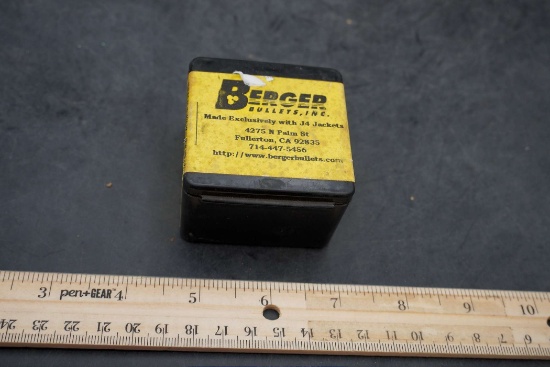 BERGER
BULLETS, INC.
Made Exclusively with J4 Jackets
4275 N Palm St
Fullerton, CA 92835
714-447-5456
http://www.bergerbullets.com
3 pen+GEAR™ 4 5 6 7 8 9 10
24 23 22 21 20 19 18 17 16 15 14 13 12 11 10 9 8 7 6